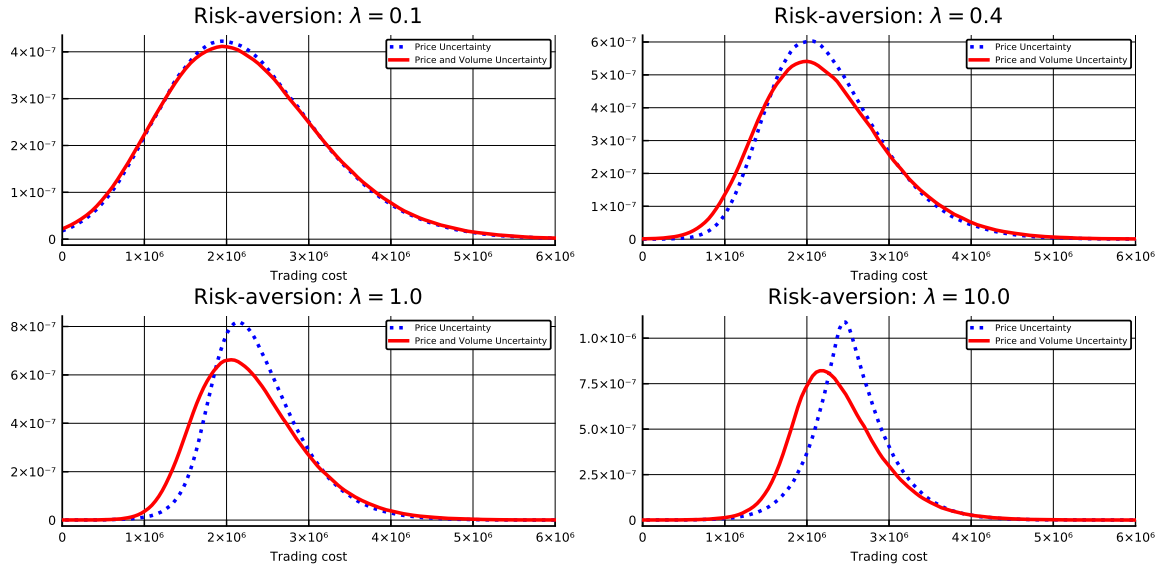 Risk-aversion: λ = 0.1
Price Uncertainty
Price and Volume Uncertainty
4×10⁻⁷
3×10⁻⁷
2×10⁻⁷
1×10⁻⁷
0
0 1×10⁶ 2×10⁶ 3×10⁶ 4×10⁶ 5×10⁶ 6×10⁶
Trading cost
Risk-aversion: λ = 0.4
Price Uncertainty
Price and Volume Uncertainty
6×10⁻⁷
5×10⁻⁷
4×10⁻⁷
3×10⁻⁷
2×10⁻⁷
1×10⁻⁷
0
0 1×10⁶ 2×10⁶ 3×10⁶ 4×10⁶ 5×10⁶ 6×10⁶
Trading cost
Risk-aversion: λ = 1.0
Price Uncertainty
Price and Volume Uncertainty
8×10⁻⁷
6×10⁻⁷
4×10⁻⁷
2×10⁻⁷
0
0 1×10⁶ 2×10⁶ 3×10⁶ 4×10⁶ 5×10⁶ 6×10⁶
Trading cost
Risk-aversion: λ = 10.0
Price Uncertainty
Price and Volume Uncertainty
1.0×10⁻⁶
7.5×10⁻⁷
5.0×10⁻⁷
2.5×10⁻⁷
0
0 1×10⁶ 2×10⁶ 3×10⁶ 4×10⁶ 5×10⁶ 6×10⁶
Trading cost